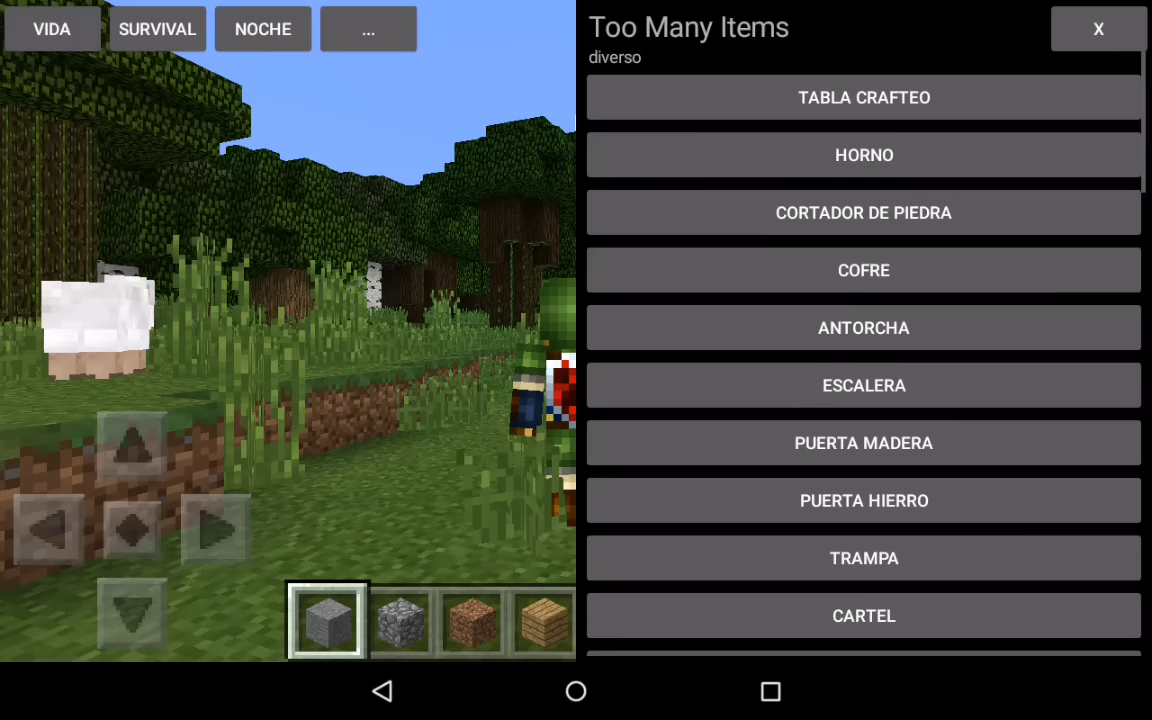 VIDA
SURVIVAL
NOCHE
...
Too Many Items
X
diverso
TABLA CRAFTEO
HORNO
CORTADOR DE PIEDRA
COFRE
ANTORCHA
ESCALERA
PUERTA MADERA
PUERTA HIERRO
TRAMPA
CARTEL